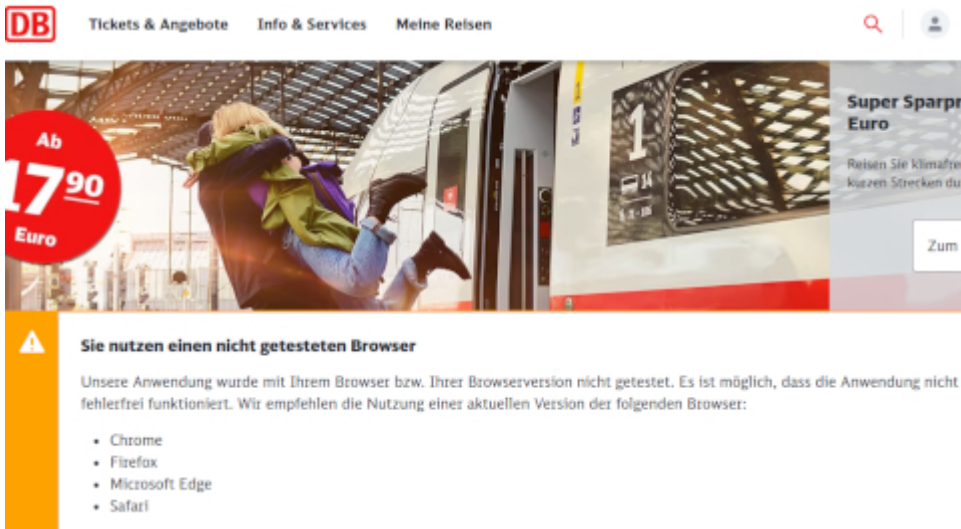 DB Tickets & Angebote Info & Services Meine Reisen
Ab
17 90
Euro
1
14
Super Sparpr
Euro
Reisen Sie klimafre
kurzen Strecken du
Zum
Sie nutzen einen nicht getesteten Browser
Unsere Anwendung wurde mit Ihrem Browser bzw. Ihrer Browserversion nicht getestet. Es ist möglich, dass die Anwendung nicht
fehlerfrei funktioniert. Wir empfehlen die Nutzung einer aktuellen Version der folgenden Browser:
• Chrome
• Firefox
• Microsoft Edge
• Safari